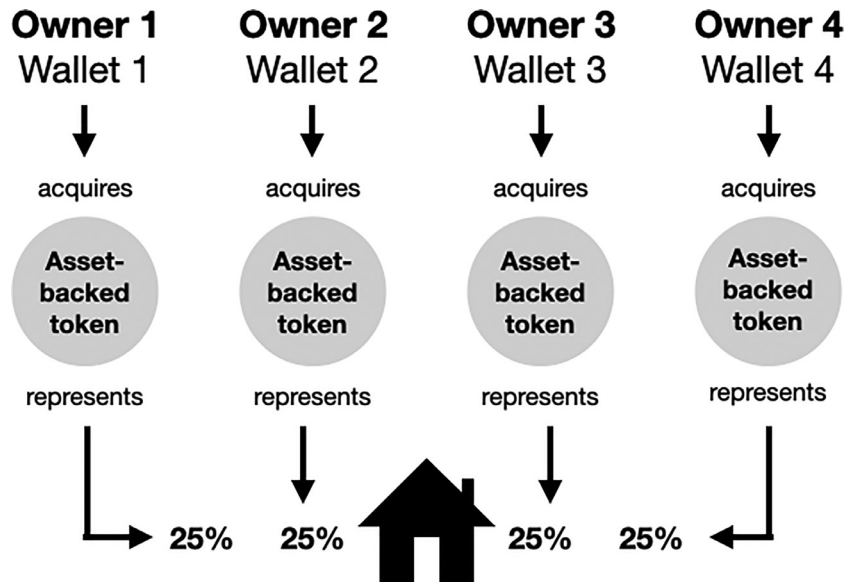 Owner 1
Wallet 1
acquires
Asset-
backed
token
represents
25%
Owner 2
Wallet 2
acquires
Asset-
backed
token
represents
25%
Owner 3
Wallet 3
acquires
Asset-
backed
token
represents
25%
Owner 4
Wallet 4
acquires
Asset-
backed
token
represents
25%